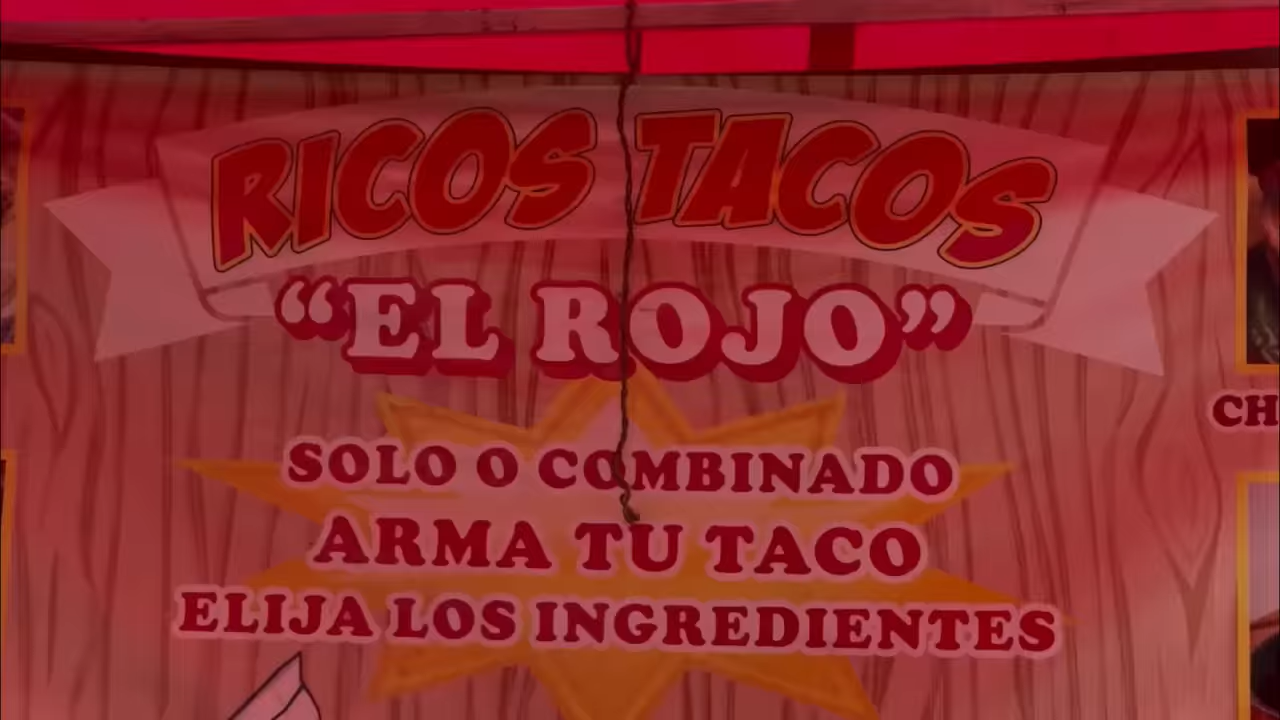 RICOS TACOS
“EL ROJO”
SOLO O COMBINADO
ARMA TU TACO
ELIJA LOS INGREDIENTES